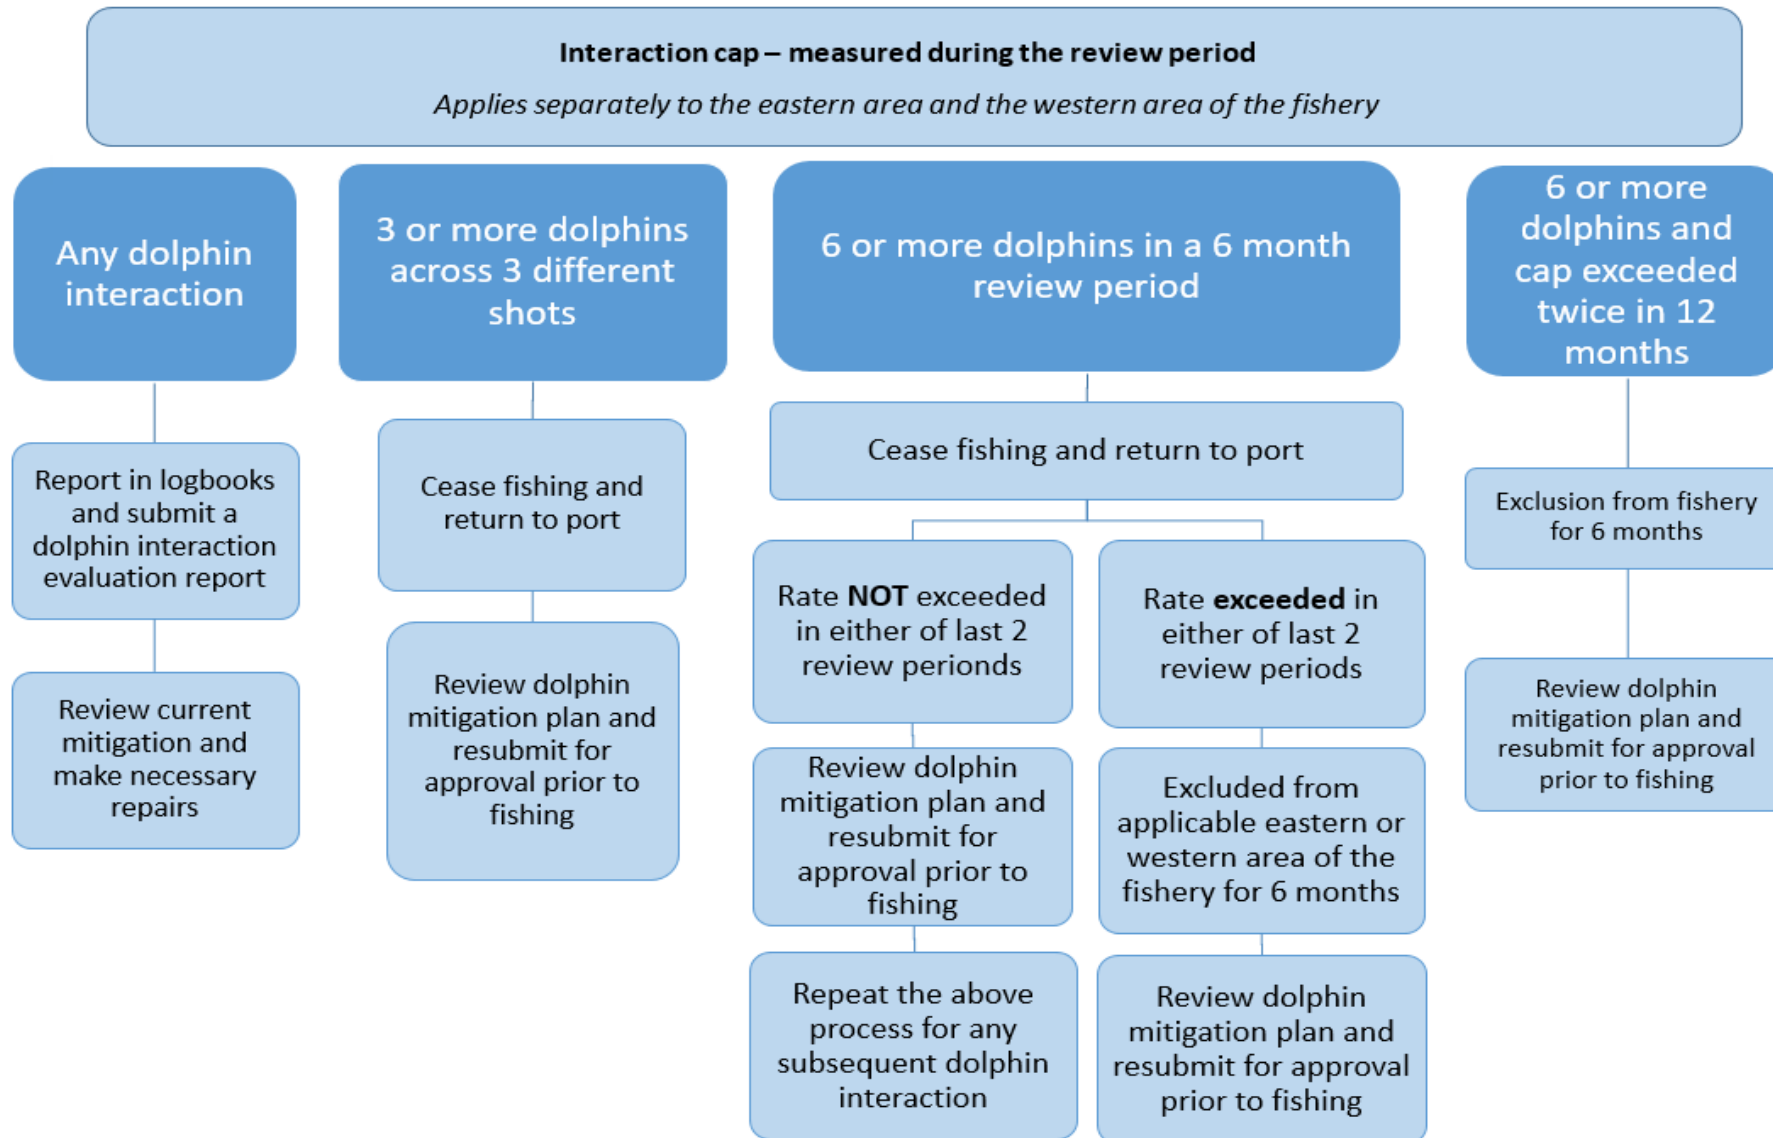 Interaction cap – measured during the review period
Applies separately to the eastern area and the western area of the fishery
Any dolphin
interaction
Report in logbooks
and submit a
dolphin interaction
evaluation report
Review current
mitigation and
make necessary
repairs
3 or more dolphins
across 3 different
shots
Cease fishing and
return to port
Review dolphin
mitigation plan and
resubmit for
approval prior to
fishing
6 or more dolphins in a 6 month
review period
Cease fishing and return to port
Rate NOT exceeded
in either of last 2
review perionds
Review dolphin
mitigation plan and
resubmit for
approval prior to
fishing
Repeat the above
process for any
subsequent dolphin
interaction
Rate exceeded in
either of last 2
review periods
Excluded from
applicable eastern or
western area of the
fishery for 6 months
Review dolphin
mitigation plan and
resubmit for approval
prior to fishing
6 or more
dolphins and
cap exceeded
twice in 12
months
Exclusion from fishery
for 6 months
Review dolphin
mitigation plan and
resubmit for approval
prior to fishing